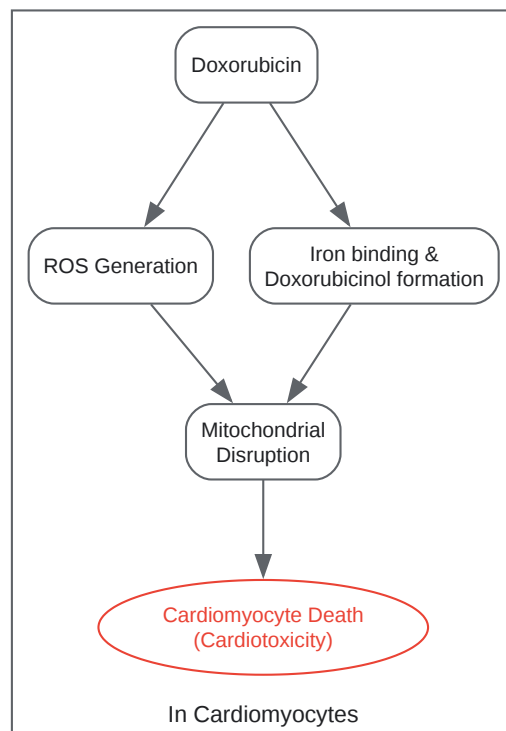 Doxorubicin
ROS Generation
Iron binding &
Doxorubicinol formation
Mitochondrial
Disruption
Cardiomyocyte Death
(Cardiotoxicity)
In Cardiomyocytes